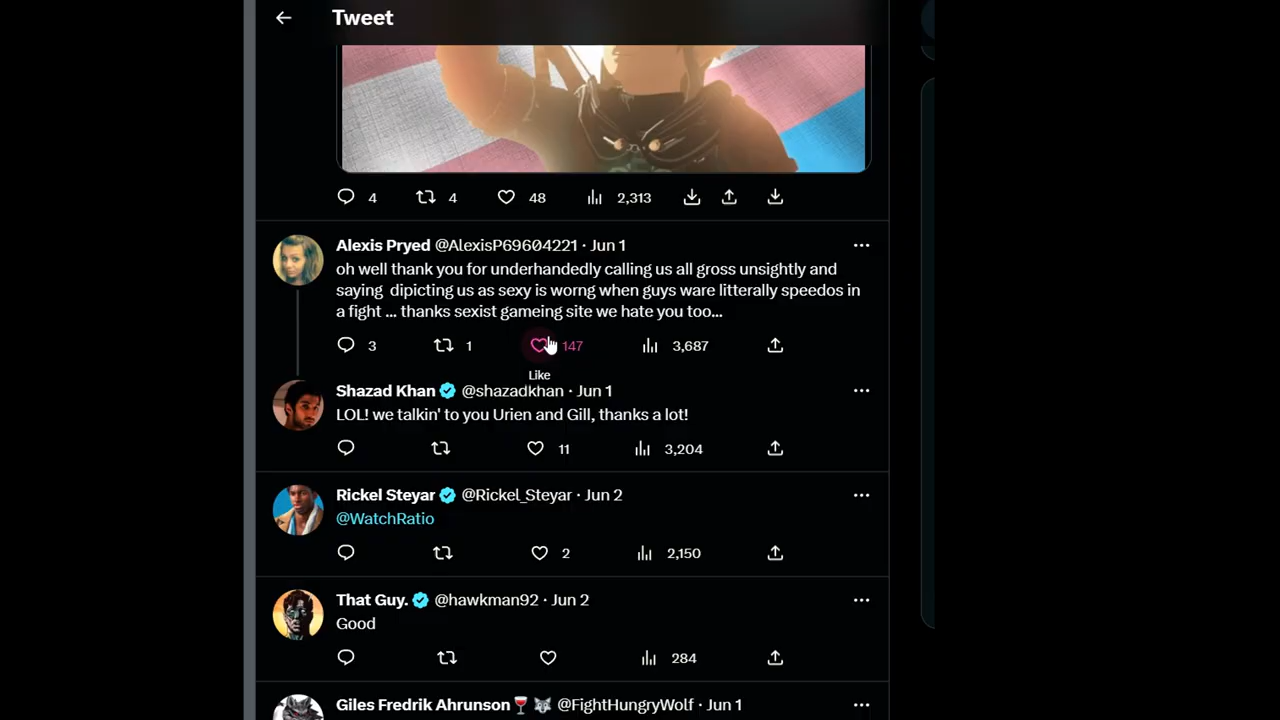 Tweet
4 4 48 2,313
Alexis Pryed @AlexisP69604221 · Jun 1
oh well thank you for underhandedly calling us all gross unsightly and
saying dipicting us as sexy is worng when guys ware litterally speedos in
a fight ... thanks sexist gameing site we hate you too...
3 1 147 3,687
Like
Shazad Khan @shazadkhan · Jun 1
LOL! we talkin' to you Urien and Gill, thanks a lot!
11 3,204
Rickel Steyar @Rickel_Steyar · Jun 2
@WatchRatio
2 2,150
That Guy. @hawkman92 · Jun 2
Good
284
Giles Fredrik Ahrunson🍷🐺 @FightHungryWolf · Jun 1